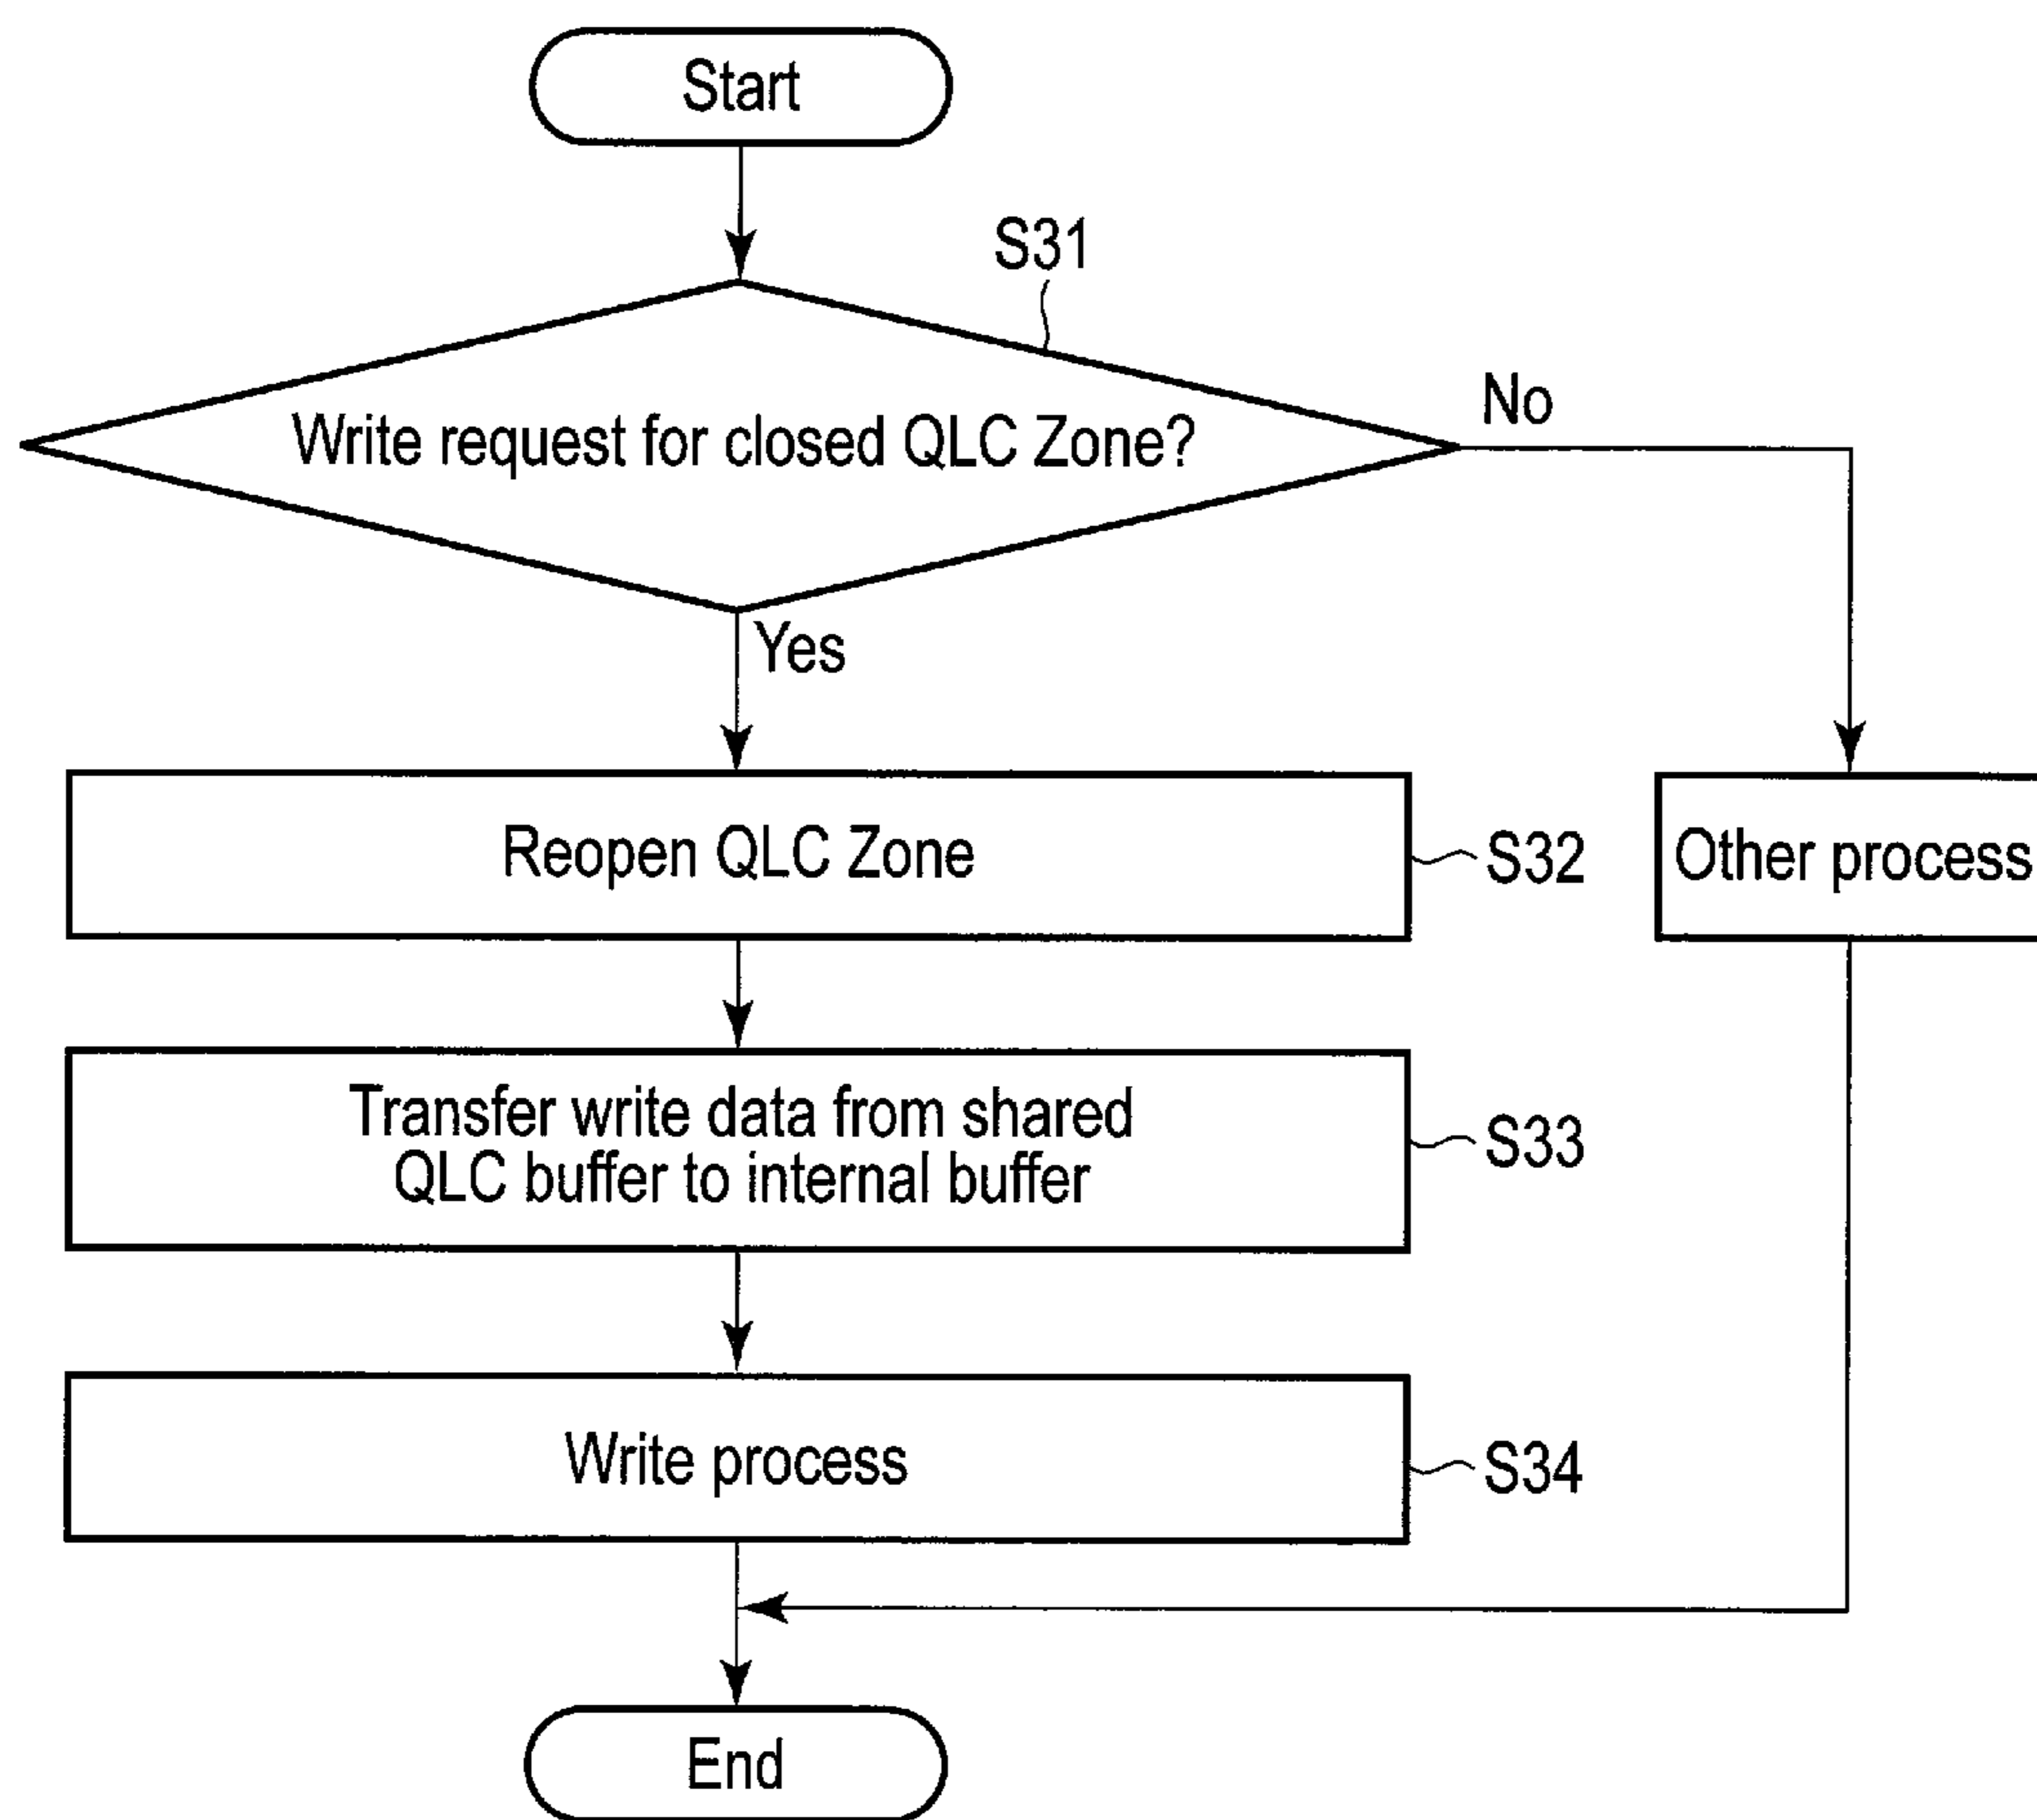 Start
S31
Write request for closed QLC Zone?
No
Yes
Reopen QLC Zone
S32
Other process
Transfer write data from shared
QLC buffer to internal buffer
S33
Write process
S34
End